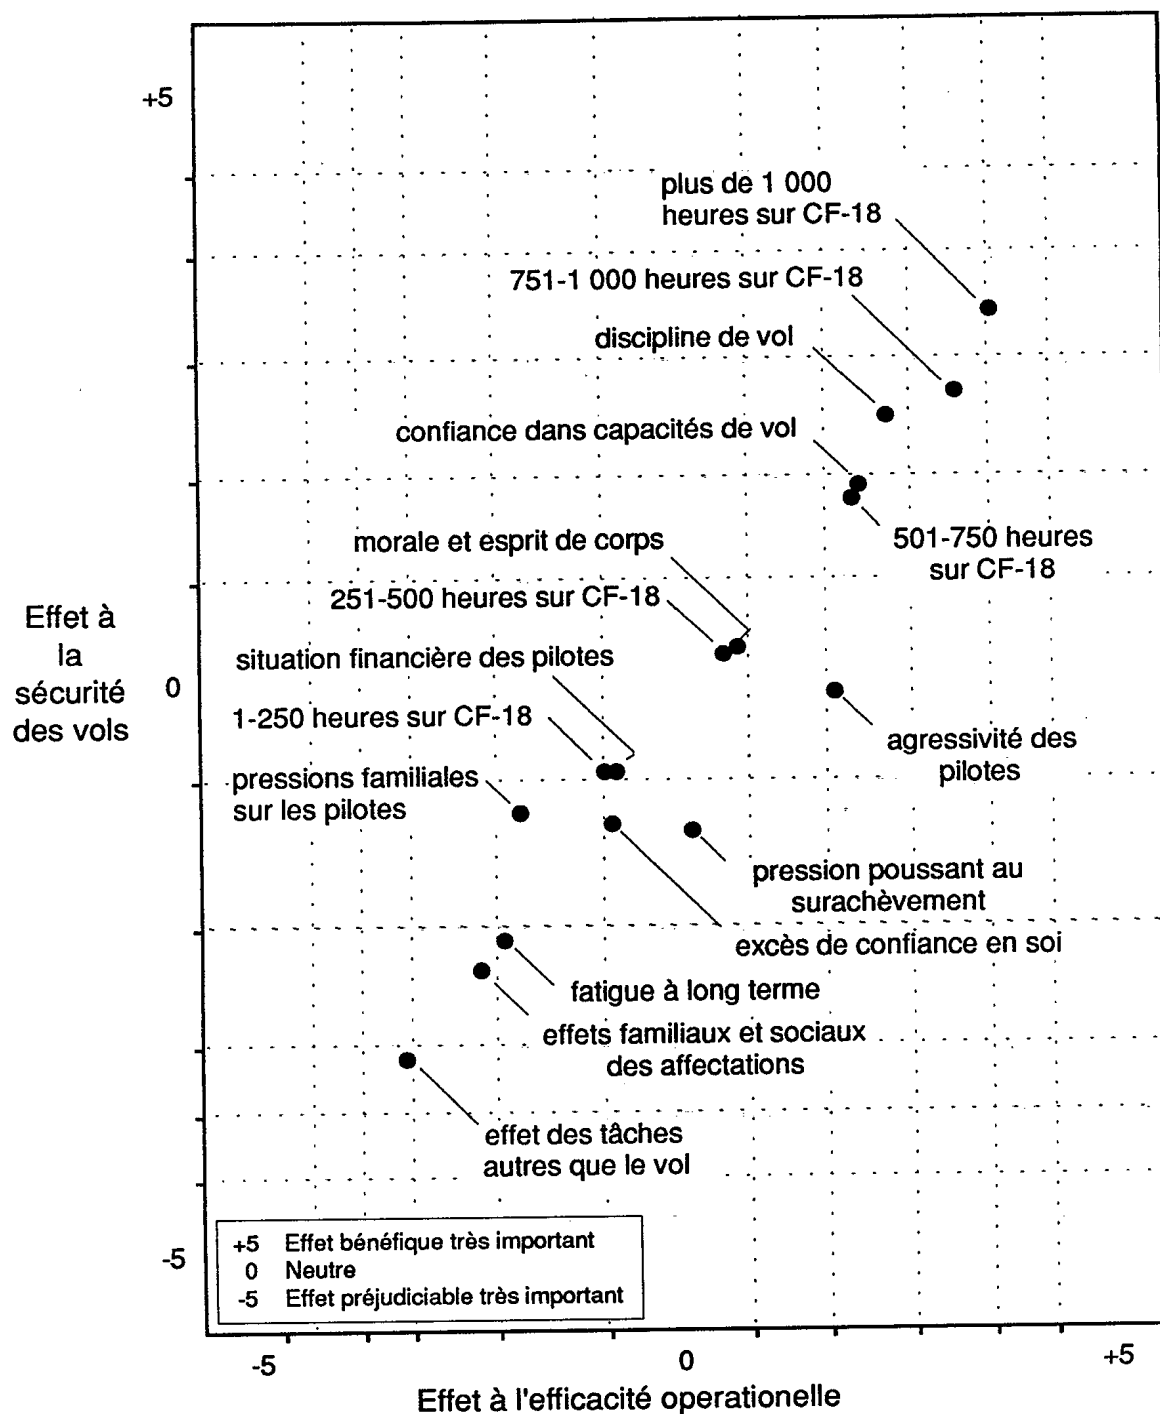 +5
plus de 1 000
heures sur CF-18
751-1 000 heures sur CF-18
discipline de vol
confiance dans capacités de vol
501-750 heures
sur CF-18
morale et esprit de corps
251-500 heures sur CF-18
Effet à
la
sécurité
des vols
0
situation financière des pilotes
1-250 heures sur CF-18
agressivité des
pilotes
pressions familiales
sur les pilotes
pression poussant au
surachèvement
excès de confiance en soi
fatigue à long terme
effets familiaux et sociaux
des affectations
effet des tâches
autres que le vol
-5
+5 Effet bénéfique très important
0 Neutre
-5 Effet préjudiciable très important
-5
0
+5
Effet à l'efficacité operationelle